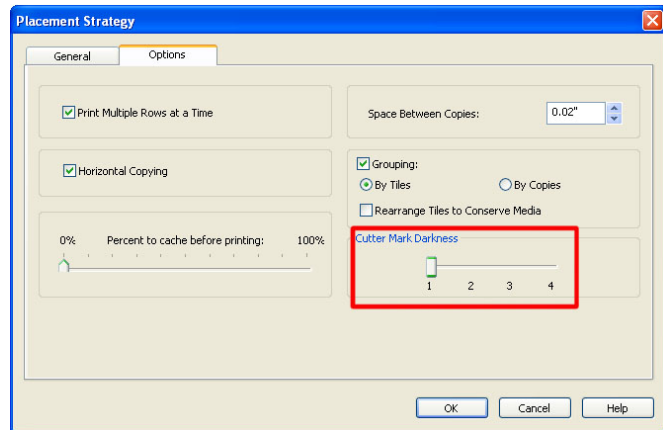 Placement Strategy
General
Options
Print Multiple Rows at a Time
Space Between Copies:
0.02"
Horizontal Copying
Grouping:
By Tiles
By Copies
Rearrange Tiles to Conserve Media
0%
Percent to cache before printing:
100%
Cutter Mark Darkness
1 2 3 4
OK
Cancel
Help